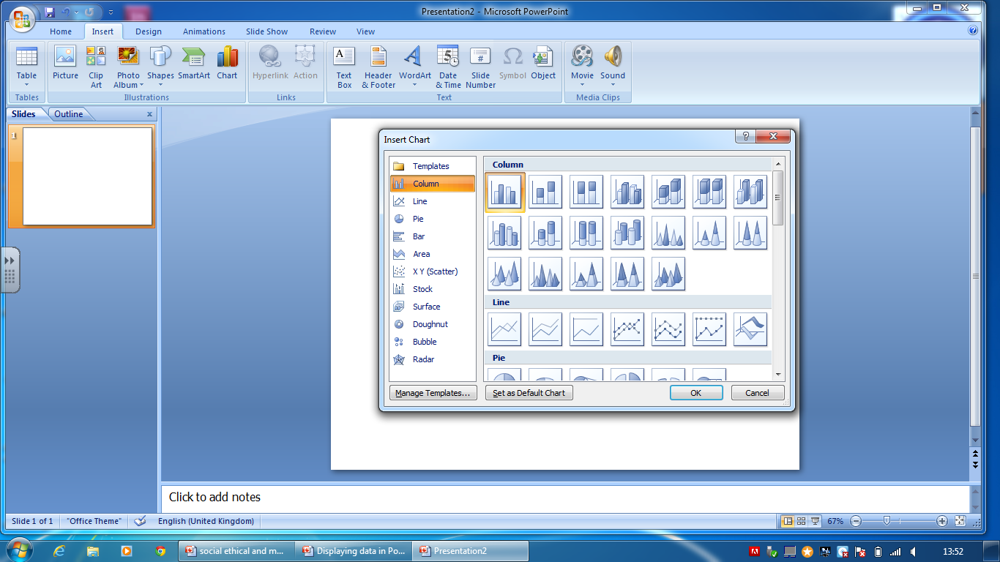 Presentation2 - Microsoft PowerPoint
Home Insert Design Animations Slide Show Review View
Table Picture Clip Art Photo Album Shapes SmartArt Chart Hyperlink Action Text Box Header & Footer WordArt Date & Time Slide Number Symbol Object Movie Sound
Tables Illustrations Links Text Media Clips
Slides Outline x
1
Insert Chart
Templates
Column
Line
Pie
Bar
Area
X Y (Scatter)
Stock
Surface
Doughnut
Bubble
Radar
Column
Line
Pie
Manage Templates... Set as Default Chart OK Cancel
Click to add notes
Slide 1 of 1 "Office Theme" English (United Kingdom) 67%
social ethical and m... Displaying data in Po... Presentation2 13:52